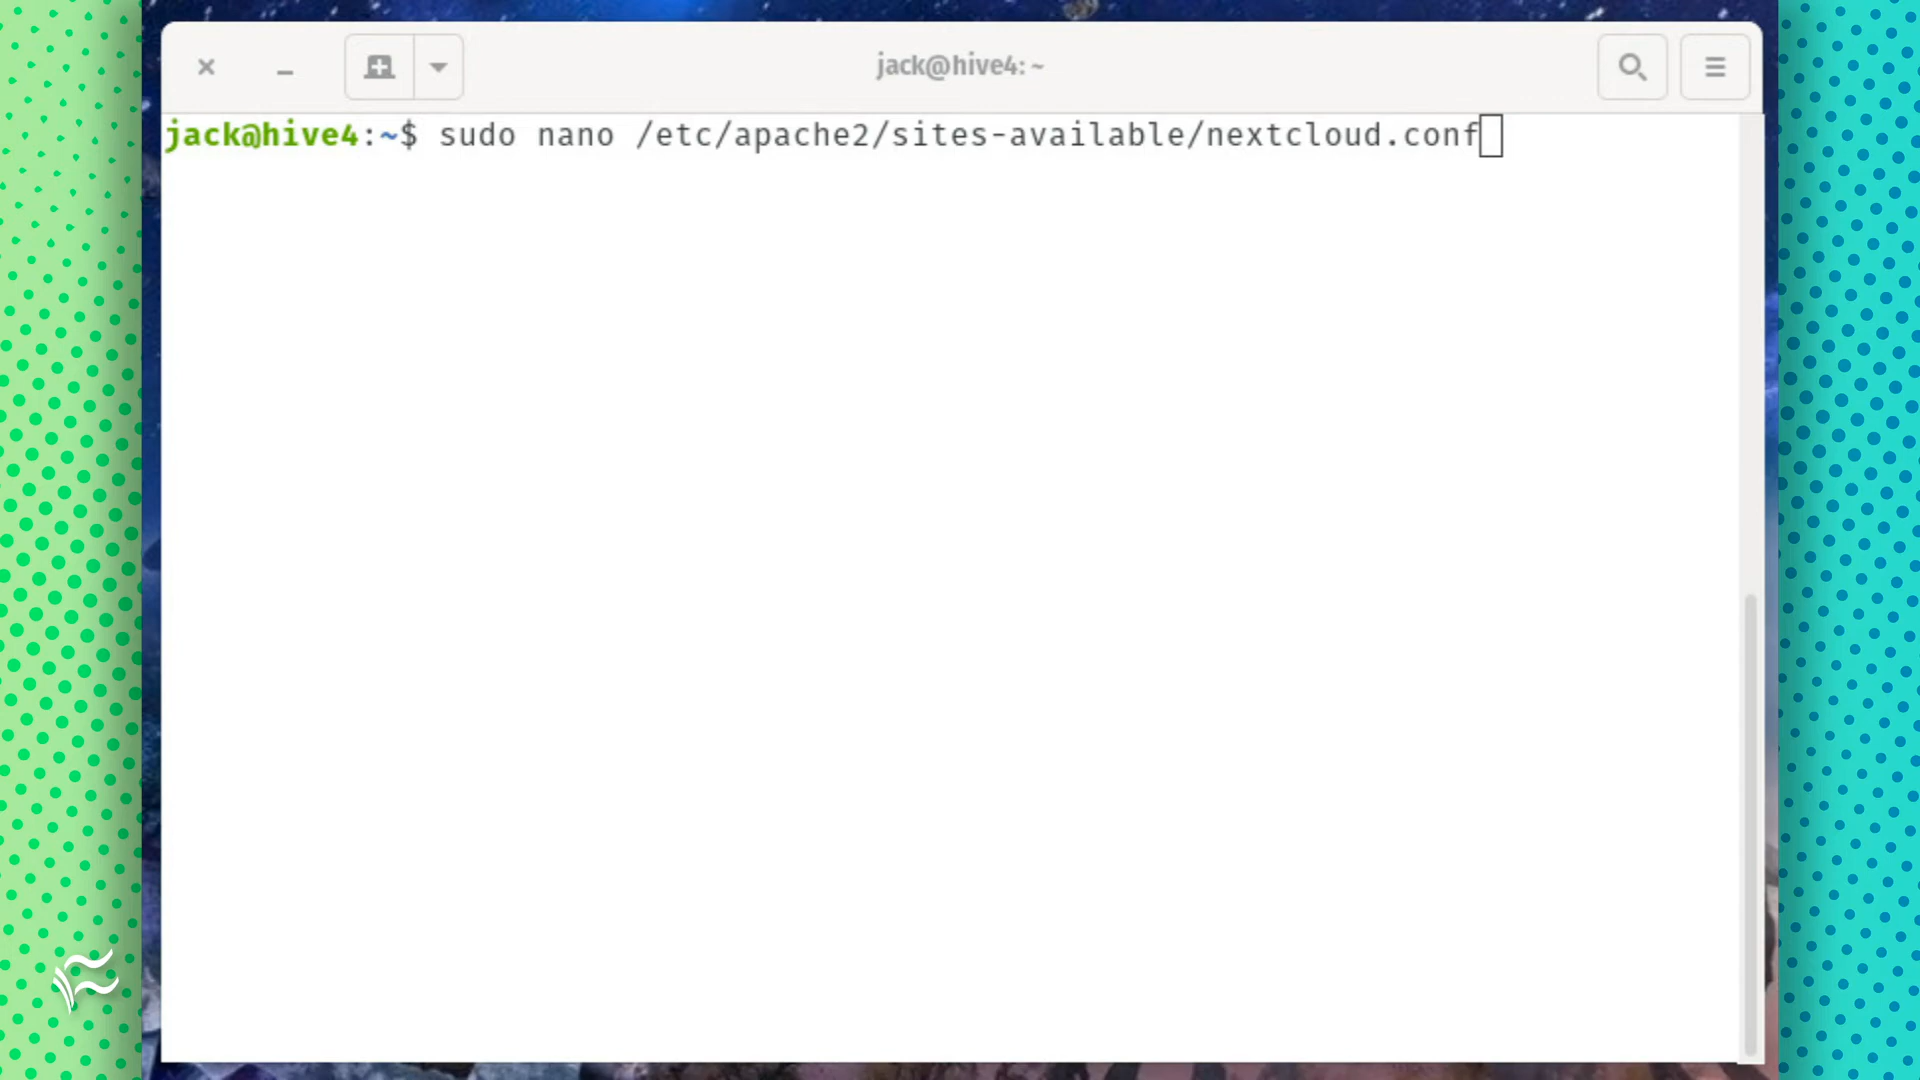 jack@hive4: ~
jack@hive4:~$ sudo nano /etc/apache2/sites-available/nextcloud.conf